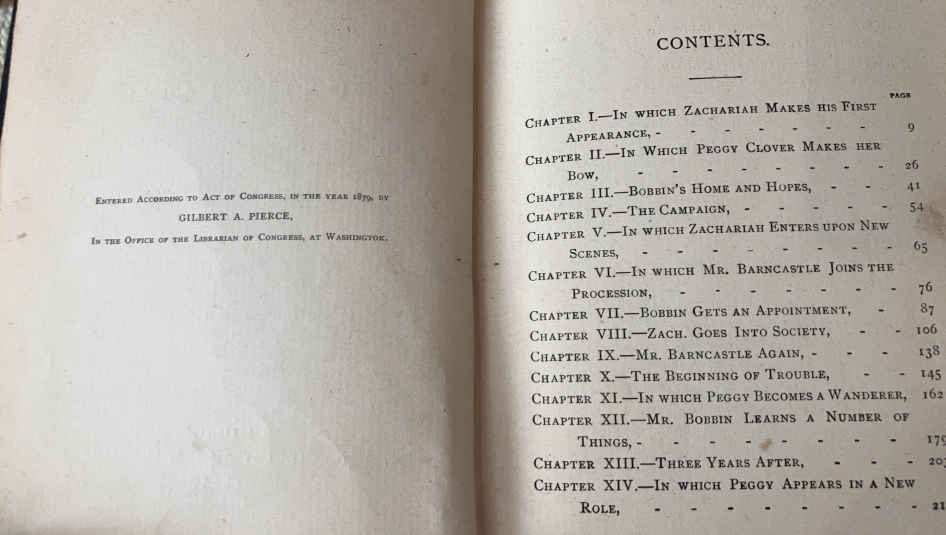 ENTERED ACCORDING TO ACT OF CONGRESS, IN THE YEAR 1879, BY
GILBERT A. PIERCE,
IN THE OFFICE OF THE LIBRARIAN OF CONGRESS, AT WASHINGTON.
CONTENTS.
PAGE
CHAPTER I.—IN WHICH ZACHARIAH MAKES HIS FIRST
APPEARANCE, - - - - - - - 9
CHAPTER II.—IN WHICH PEGGY CLOVER MAKES HER
BOW, - - - - - - - - 26
CHAPTER III.—BOBBIN'S HOME AND HOPES, - - - 41
CHAPTER IV.—THE CAMPAIGN, - - - - - 54
CHAPTER V.—IN WHICH ZACHARIAH ENTERS UPON NEW
SCENES, - - - - - - - 65
CHAPTER VI.—IN WHICH MR. BARNCASTLE JOINS THE
PROCESSION, - - - - - - - 76
CHAPTER VII.—BOBBIN GETS AN APPOINTMENT, - 87
CHAPTER VIII.—ZACH. GOES INTO SOCIETY, - - 106
CHAPTER IX.—MR. BARNCASTLE AGAIN, - - - 138
CHAPTER X.—THE BEGINNING OF TROUBLE, - - 145
CHAPTER XI.—IN WHICH PEGGY BECOMES A WANDERER, 162
CHAPTER XII.—MR. BOBBIN LEARNS A NUMBER OF
THINGS, - - - - - - - - 179
CHAPTER XIII.—THREE YEARS AFTER, - - -
CHAPTER XIV.—IN WHICH PEGGY APPEARS IN A NEW
ROLE, - - - - - - - -